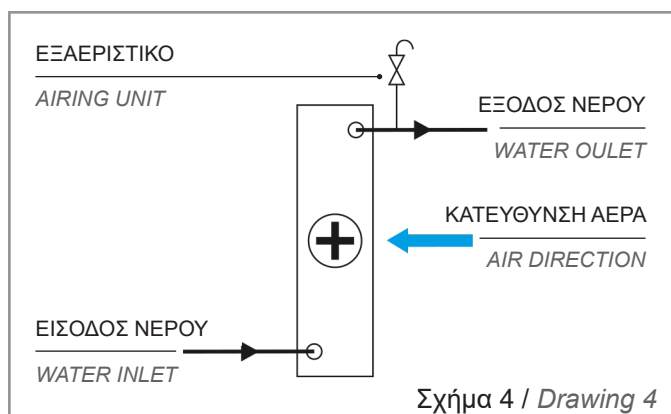 ΕΞΑΕΡΙΣΤΙΚΟ
AIRING UNIT
ΕΞΟΔΟΣ ΝΕΡΟΥ
WATER OULET
ΚΑΤΕΥΘΥΝΣΗ ΑΕΡΑ
AIR DIRECTION
ΕΙΣΟΔΟΣ ΝΕΡΟΥ
WATER INLET
Σχήμα 4 / Drawing 4